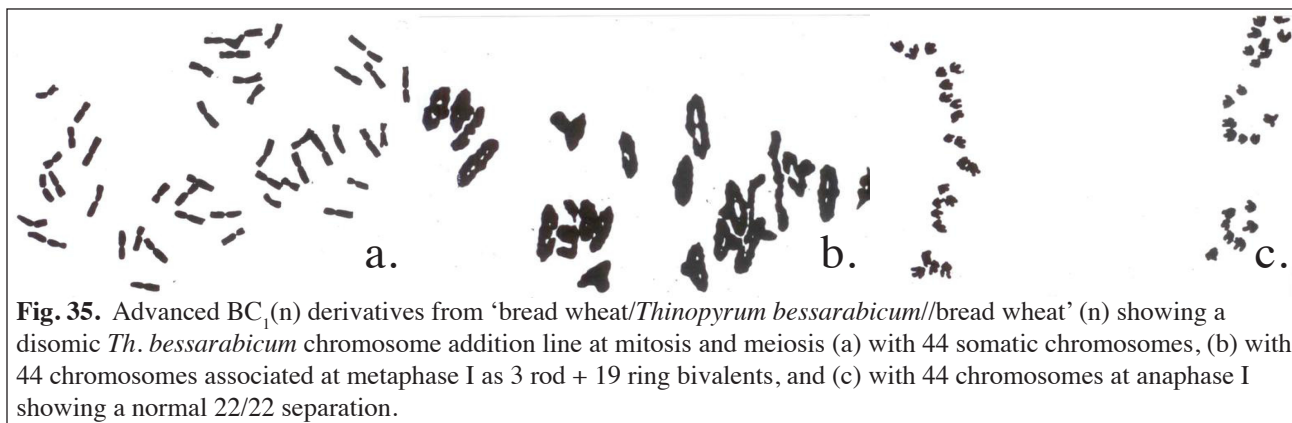 a.
b.
c.
Fig. 35. Advanced BC1(n) derivatives from ‘bread wheat/Thinopyrum bessarabicum//bread wheat’ (n) showing a
disomic Th. bessarabicum chromosome addition line at mitosis and meiosis (a) with 44 somatic chromosomes, (b) with
44 chromosomes associated at metaphase I as 3 rod + 19 ring bivalents, and (c) with 44 chromosomes at anaphase I
showing a normal 22/22 separation.